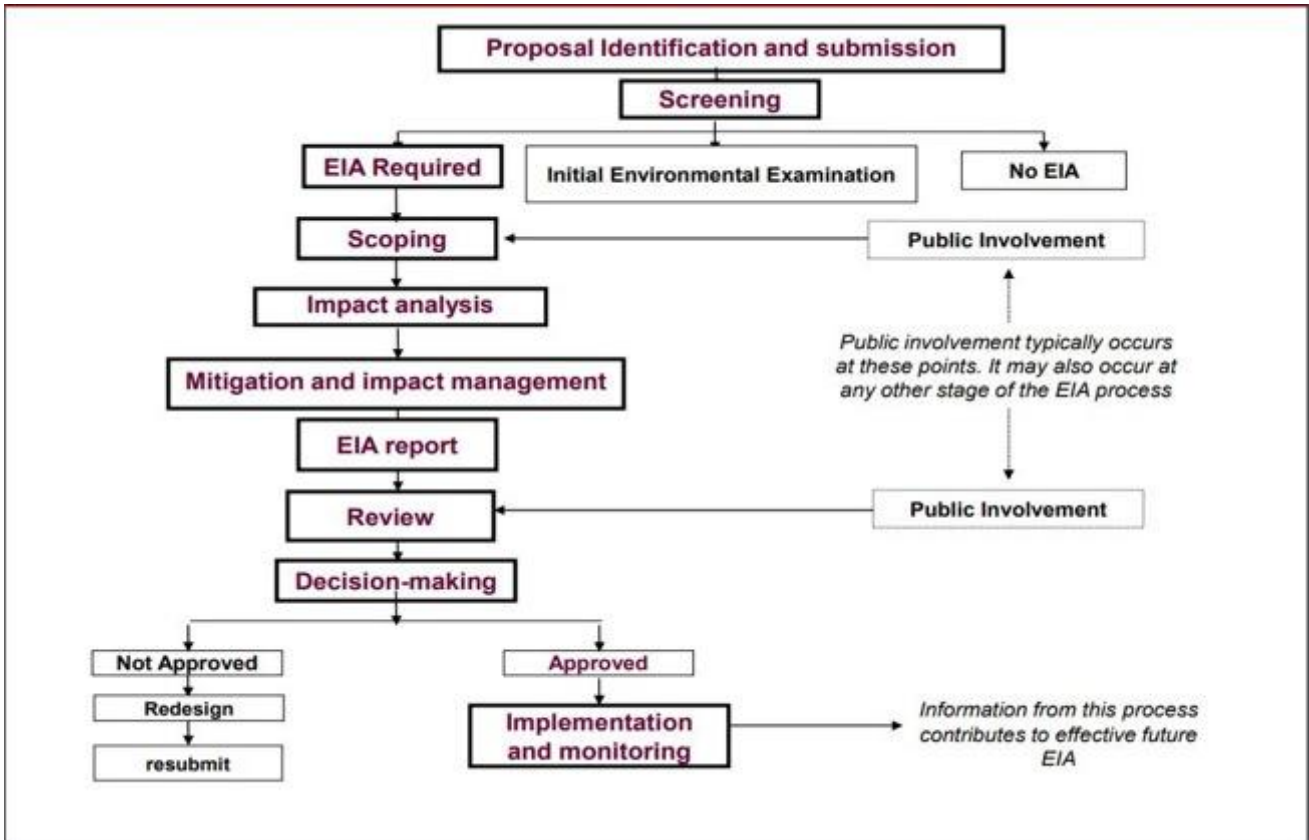 Proposal Identification and submission
Screening
EIA Required
Initial Environmental Examination
No EIA
Scoping
Public Involvement
Impact analysis
Public involvement typically occurs
at these points. It may also occur at
any other stage of the EIA process
Mitigation and impact management
EIA report
Review
Public Involvement
Decision-making
Not Approved
Approved
Redesign
resubmit
Implementation
and monitoring
Information from this process
contributes to effective future
EIA